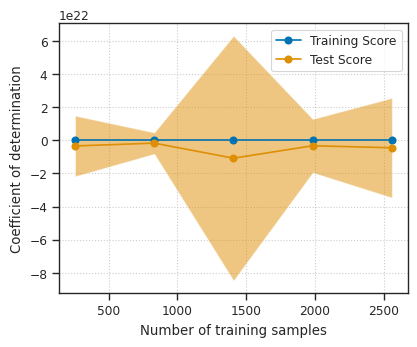 1e22
6
4
2
0
−2
−4
−6
−8
500
1000
1500
2000
2500
Coefficient of determination
Number of training samples
Training Score
Test Score